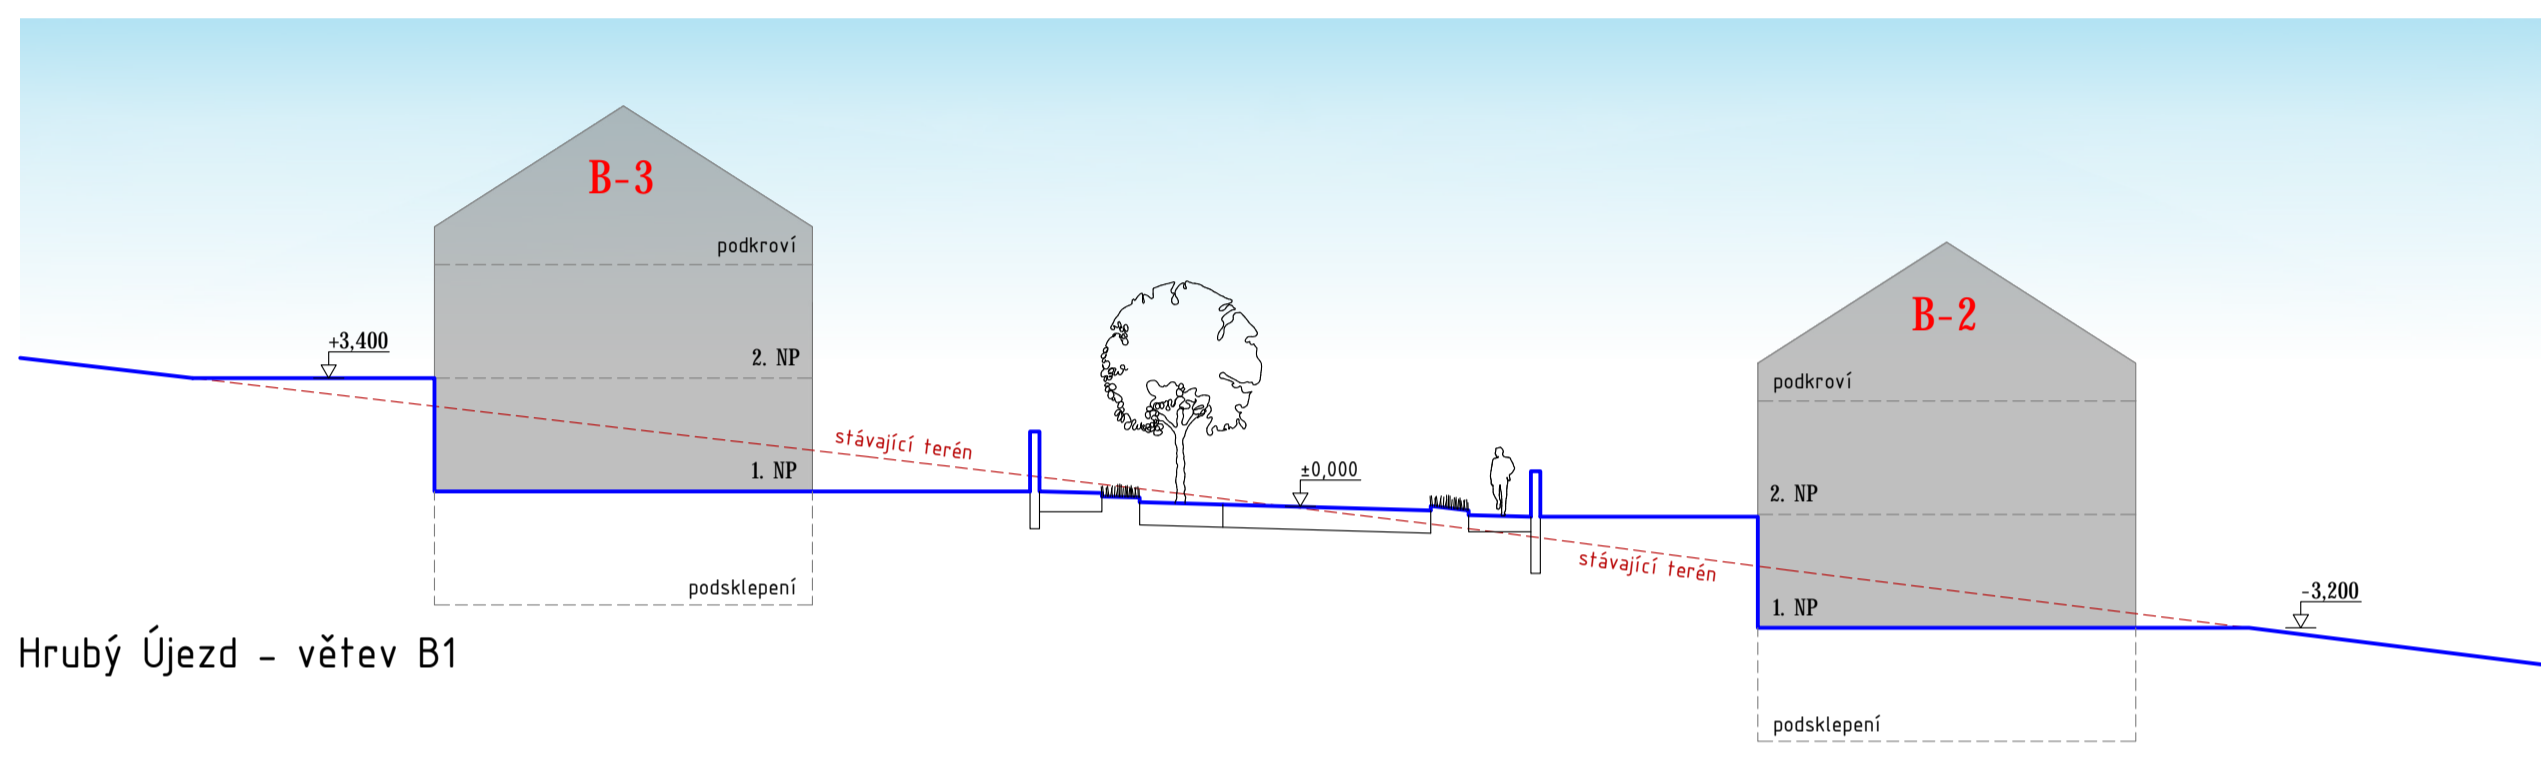 B-3
podkroví
+3,400
2. NP
1. NP
podsklepení
stávající terén
±0,000
B-2
podkroví
2. NP
stávající terén
1. NP
-3,200
podsklepení
Hrubý Újezd - větev B1